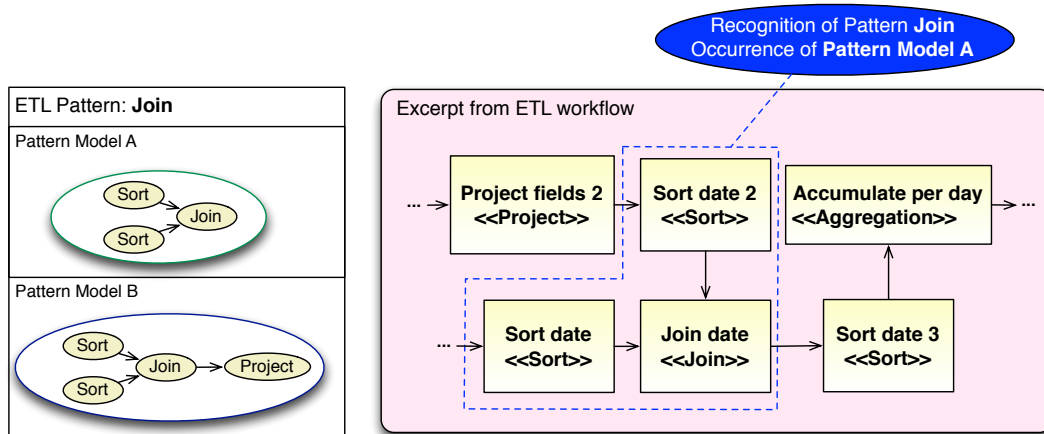 Recognition of Pattern Join
Occurrence of Pattern Model A
ETL Pattern: Join
Pattern Model A
Sort
Join
Sort
Pattern Model B
Sort
Join
Project
Sort
Excerpt from ETL workflow
...
Project fields 2
<<Project>>
Sort date 2
<<Sort>>
Accumulate per day
<<Aggregation>>
...
...
Sort date
<<Sort>>
Join date
<<Join>>
Sort date 3
<<Sort>>